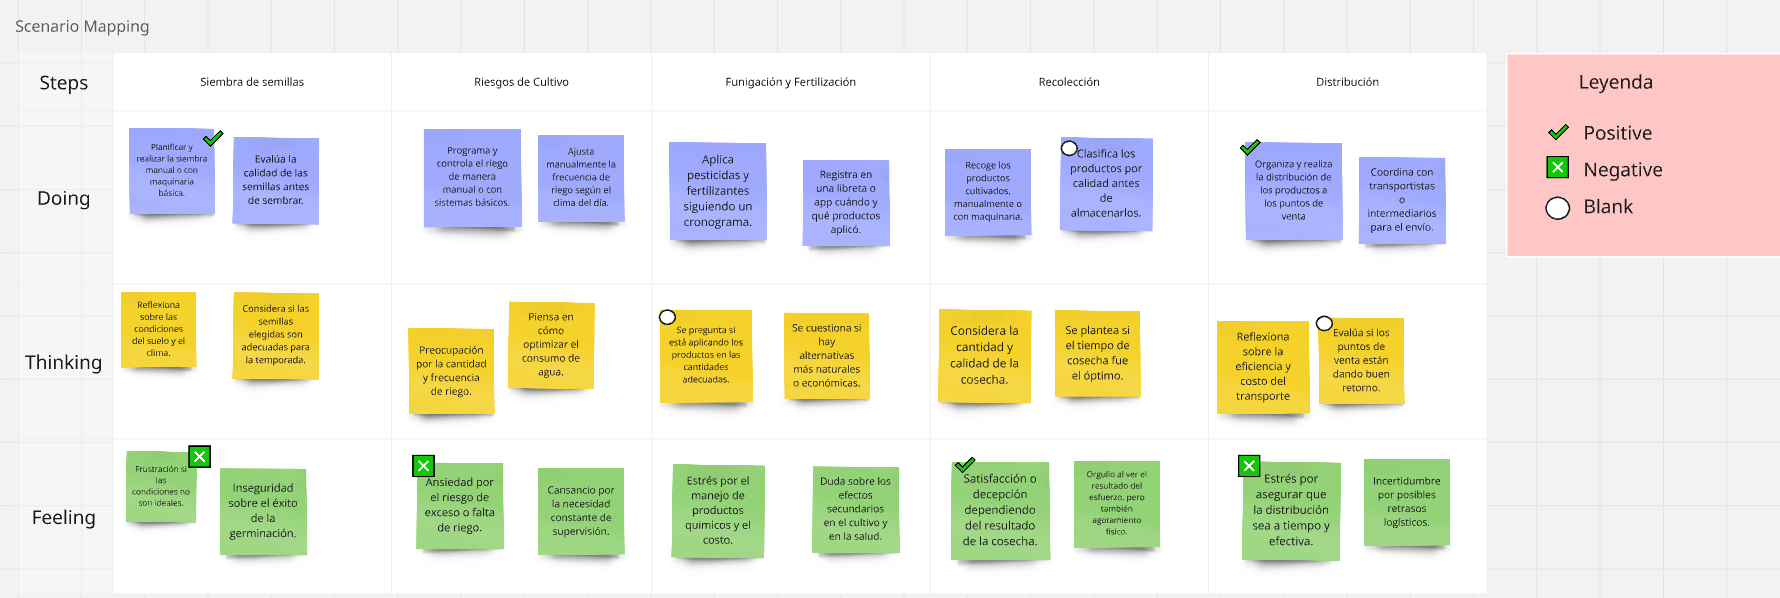 Scenario Mapping
Steps
Siembra de semillas
Riesgos de Cultivo
Funigación y Fertilización
Recolección
Distribución
Leyenda
Positive
Negative
Blank
Doing
Planificar y
realizar la siembra
manual o con
maquinaria
básica.
Evalúa la
calidad de las
semillas antes
de sembrar.
Programa y
controla el riego
de manera
manual o con
sistemas básicos.
Ajusta
manualmente la
frecuencia de
riego según el
clima del día.
Aplica
pesticidas y
fertilizantes
siguiendo un
cronograma.
Registra en
una libreta o
app cuándo y
qué productos
aplicó.
Recoge los
productos
cultivados,
manualmente o
con maquinaria.
Clasifica los
productos por
calidad antes
de
almacenarlos.
Organiza y realiza
la distribución de
los productos a
los puntos de
venta
Coordina con
transportistas
o
intermediarios
para el envío.
Thinking
Reflexiona
sobre las
condiciones
del suelo y el
clima.
Considera si las
semillas
elegidas son
adecuadas para
la temporada.
Preocupación
por la cantidad
y frecuencia
de riego.
Piensa en
cómo
optimizar el
consumo de
agua.
Se pregunta si
está aplicando los
productos en las
cantidades
adecuadas.
Se cuestiona si
hay
alternativas
más naturales
o económicas.
Considera la
cantidad y
calidad de la
cosecha.
Se plantea si
el tiempo de
cosecha fue
el óptimo.
Reflexiona
sobre la
eficiencia y
costo del
transporte
Evalúa si los
puntos de
venta están
dando buen
retorno.
Feeling
Frustración si
las
condiciones no
son ideales.
Inseguridad
sobre el éxito
de la
germinación.
Ansiedad por
el riesgo de
exceso o falta
de riego.
Cansancio por
la necesidad
constante de
supervisión.
Estrés por el
manejo de
productos
quimicos y el
costo.
Duda sobre los
efectos
secundarios
en el cultivo y
en la salud.
Satisfacción o
decepción
dependiendo
del resultado
de la cosecha.
Orgullo al ver el
resultado del
esfuerzo, pero
también
agotamiento
físico.
Estrés por
asegurar que
la distribución
sea a tiempo y
efectiva.
Incertidumbre
por posibles
retrasos
logísticos.